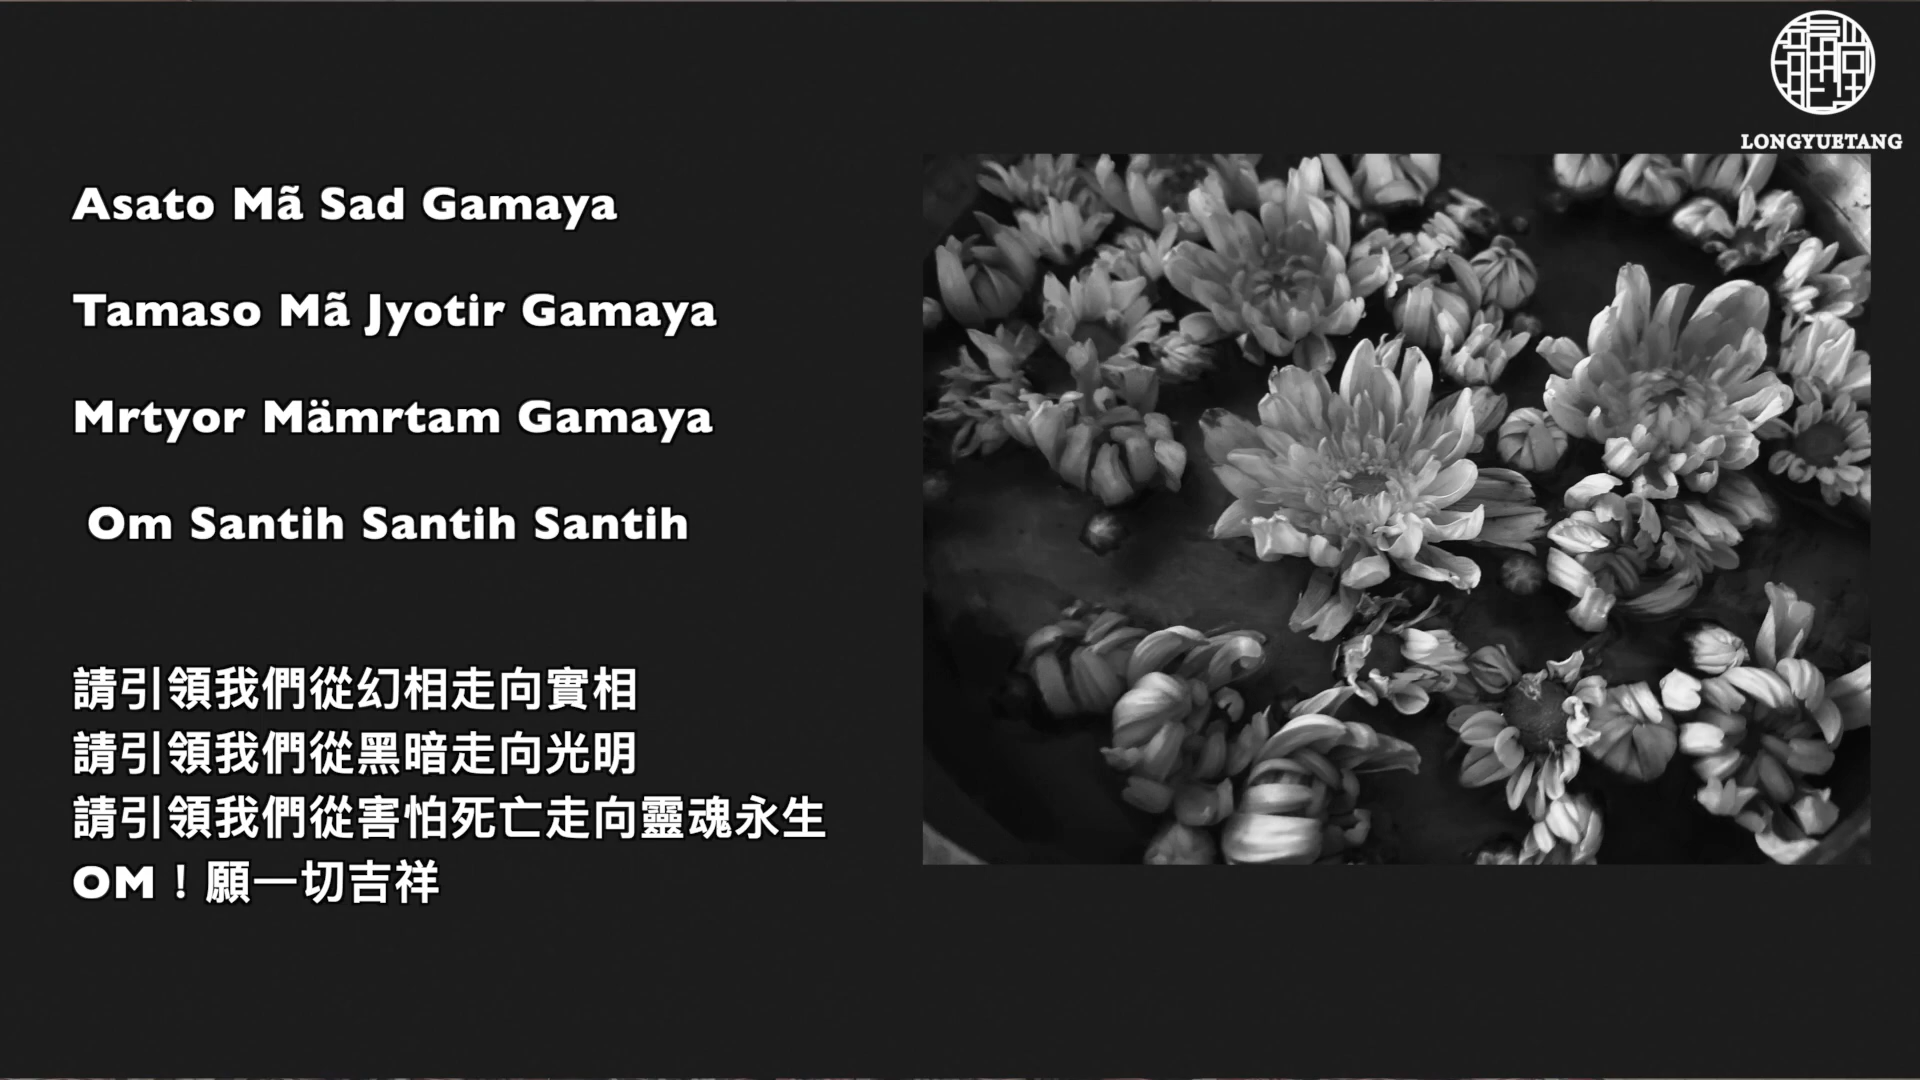 LONGYUETANG
Asato Mã Sad Gamaya
Tamaso Mã Jyotir Gamaya
Mrtyor Mämrtam Gamaya
Om Santih Santih Santih
請引領我們從幻相走向實相
請引領我們從黑暗走向光明
請引領我們從害怕死亡走向靈魂永生
OM！願一切吉祥